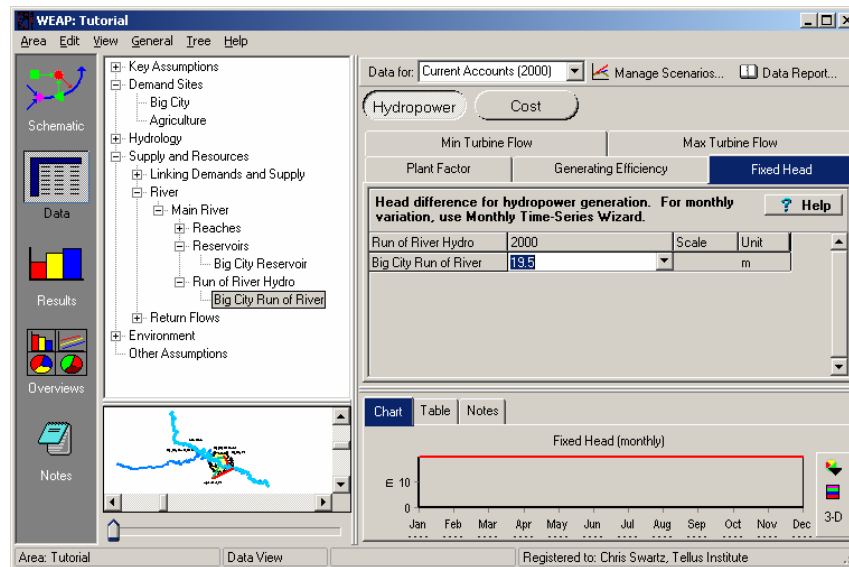 WEAP: Tutorial
Area Edit View General Tree Help
Schematic
Data
Results
Overviews
Notes
Key Assumptions
Demand Sites
Big City
Agriculture
Hydrology
Supply and Resources
Linking Demands and Supply
River
Main River
Reaches
Reservoirs
Big City Reservoir
Run of River Hydro
Big City Run of River
Return Flows
Environment
Other Assumptions
Data for: Current Accounts (2000) Manage Scenarios... Data Report...
Hydropower Cost
Min Turbine Flow Max Turbine Flow
Plant Factor Generating Efficiency Fixed Head
Head difference for hydropower generation. For monthly
variation, use Monthly Time-Series Wizard.
? Help
Run of River Hydro 2000 Scale Unit
Big City Run of River 19.5 m
Chart Table Notes
Fixed Head (monthly)
m
10
0
Jan Feb Mar Apr May Jun Jul Aug Sep Oct Nov Dec
3-D
Area: Tutorial Data View Registered to: Chris Swartz, Tellus Institute